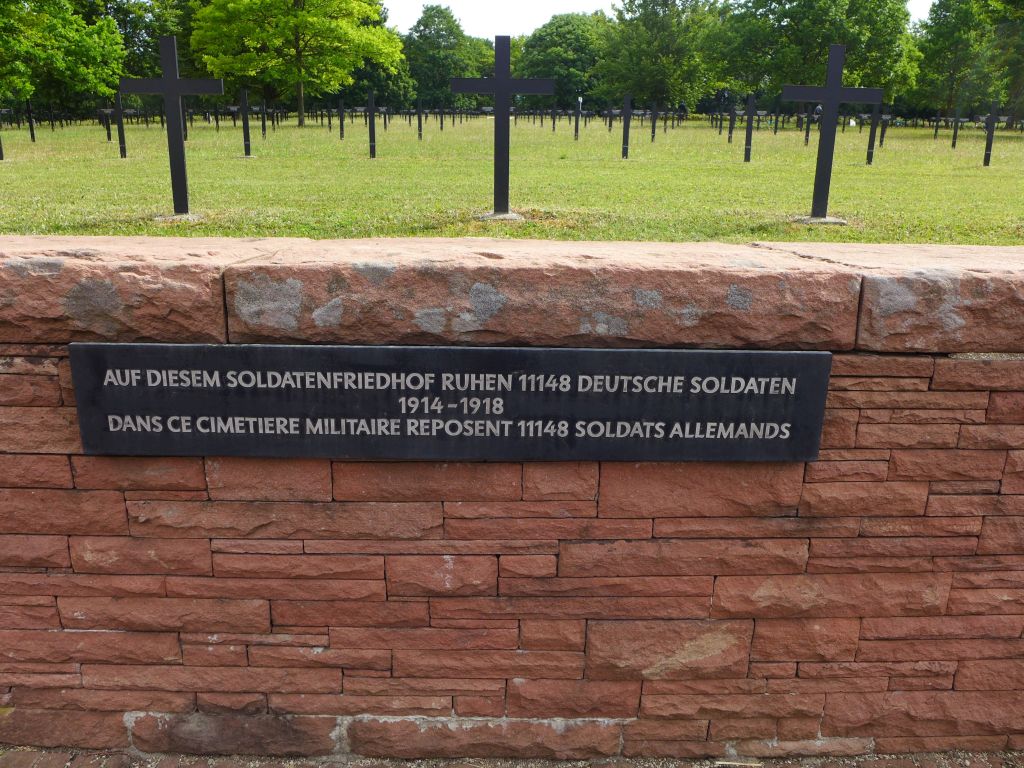 AUF DIESEM SOLDATENFRIEDHOF RUHEN 11148 DEUTSCHE SOLDATEN
1914-1918
DANS CE CIMETIERE MILITAIRE REPOSENT 11148 SOLDATS ALLEMANDS